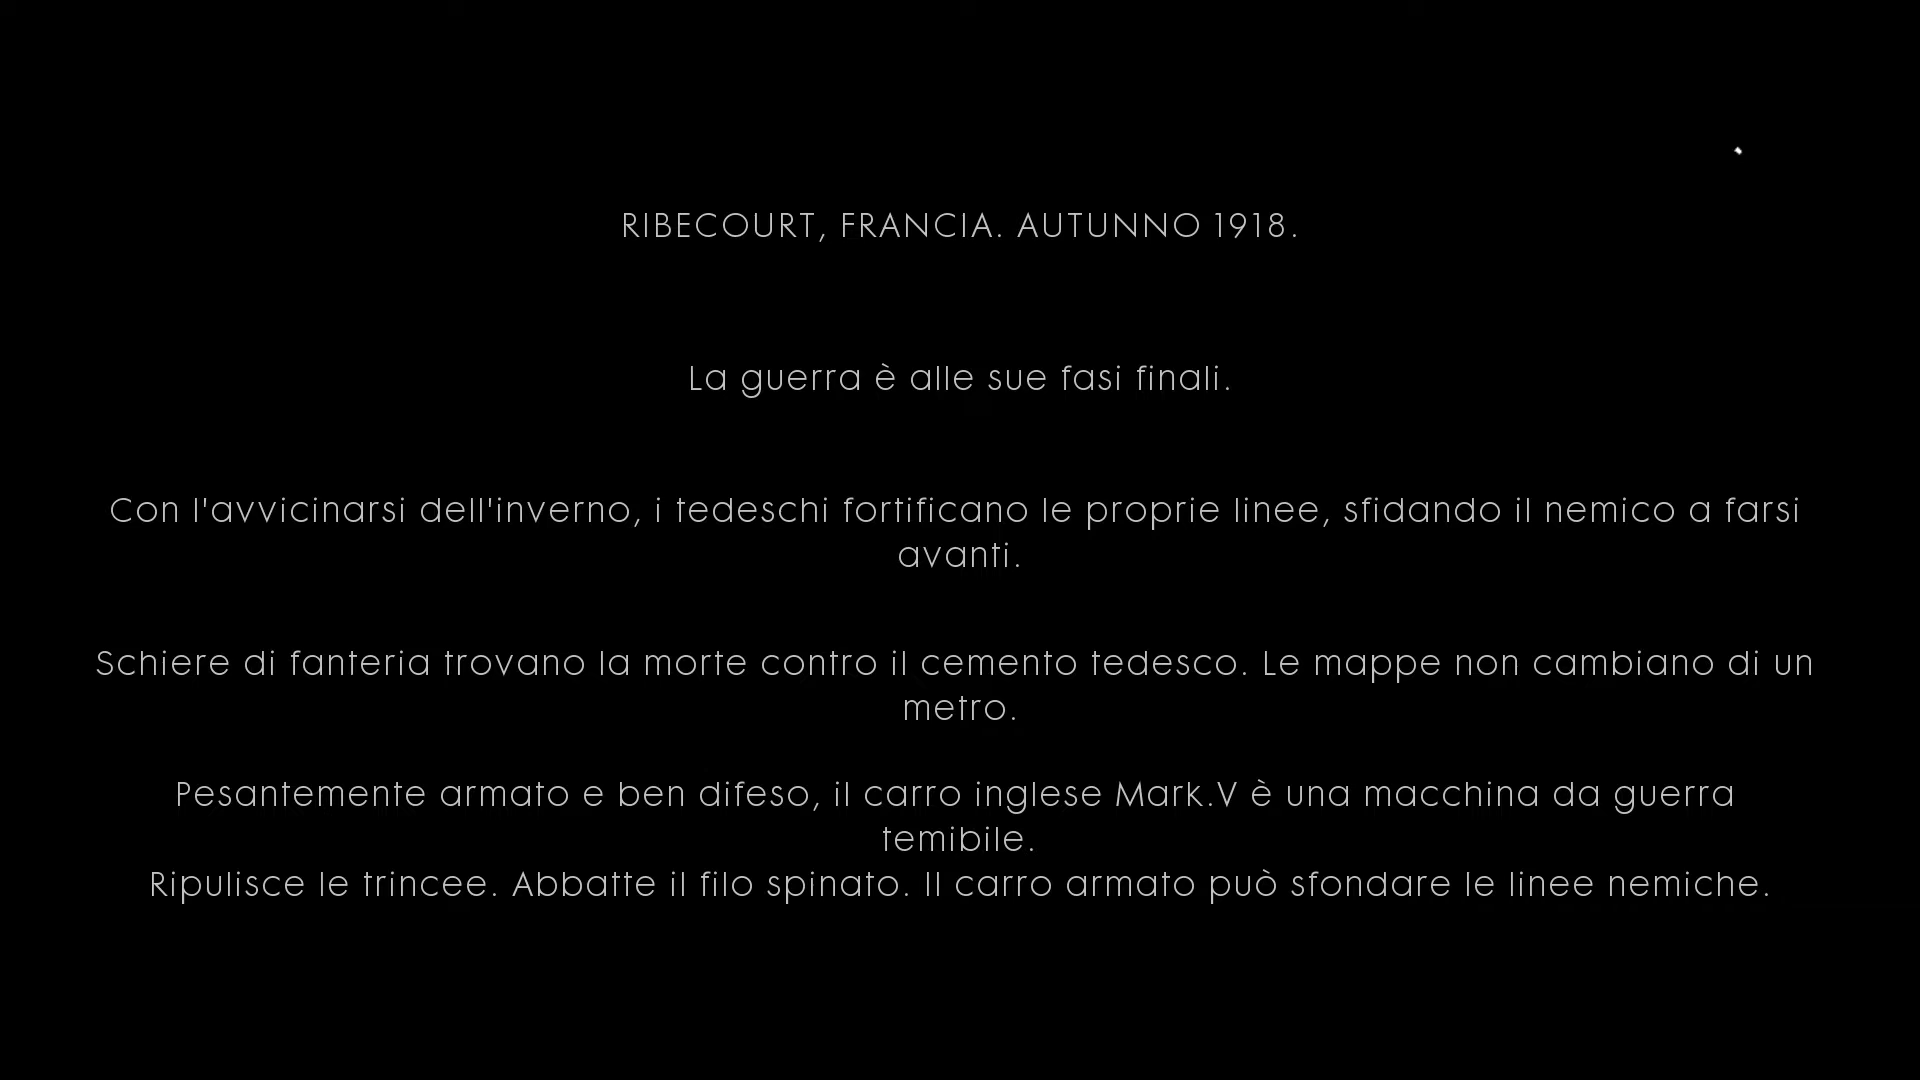 RIBECOURT, FRANCIA. AUTUNNO 1918.
La guerra è alle sue fasi finali.
Con l'avvicinarsi dell'inverno, i tedeschi fortificano le proprie linee, sfidando il nemico a farsi
avanti.
Schiere di fanteria trovano la morte contro il cemento tedesco. Le mappe non cambiano di un
metro.
Pesantemente armato e ben difeso, il carro inglese Mark.V è una macchina da guerra
temibile.
Ripulisce le trincee. Abbatte il filo spinato. Il carro armato può sfondare le linee nemiche.